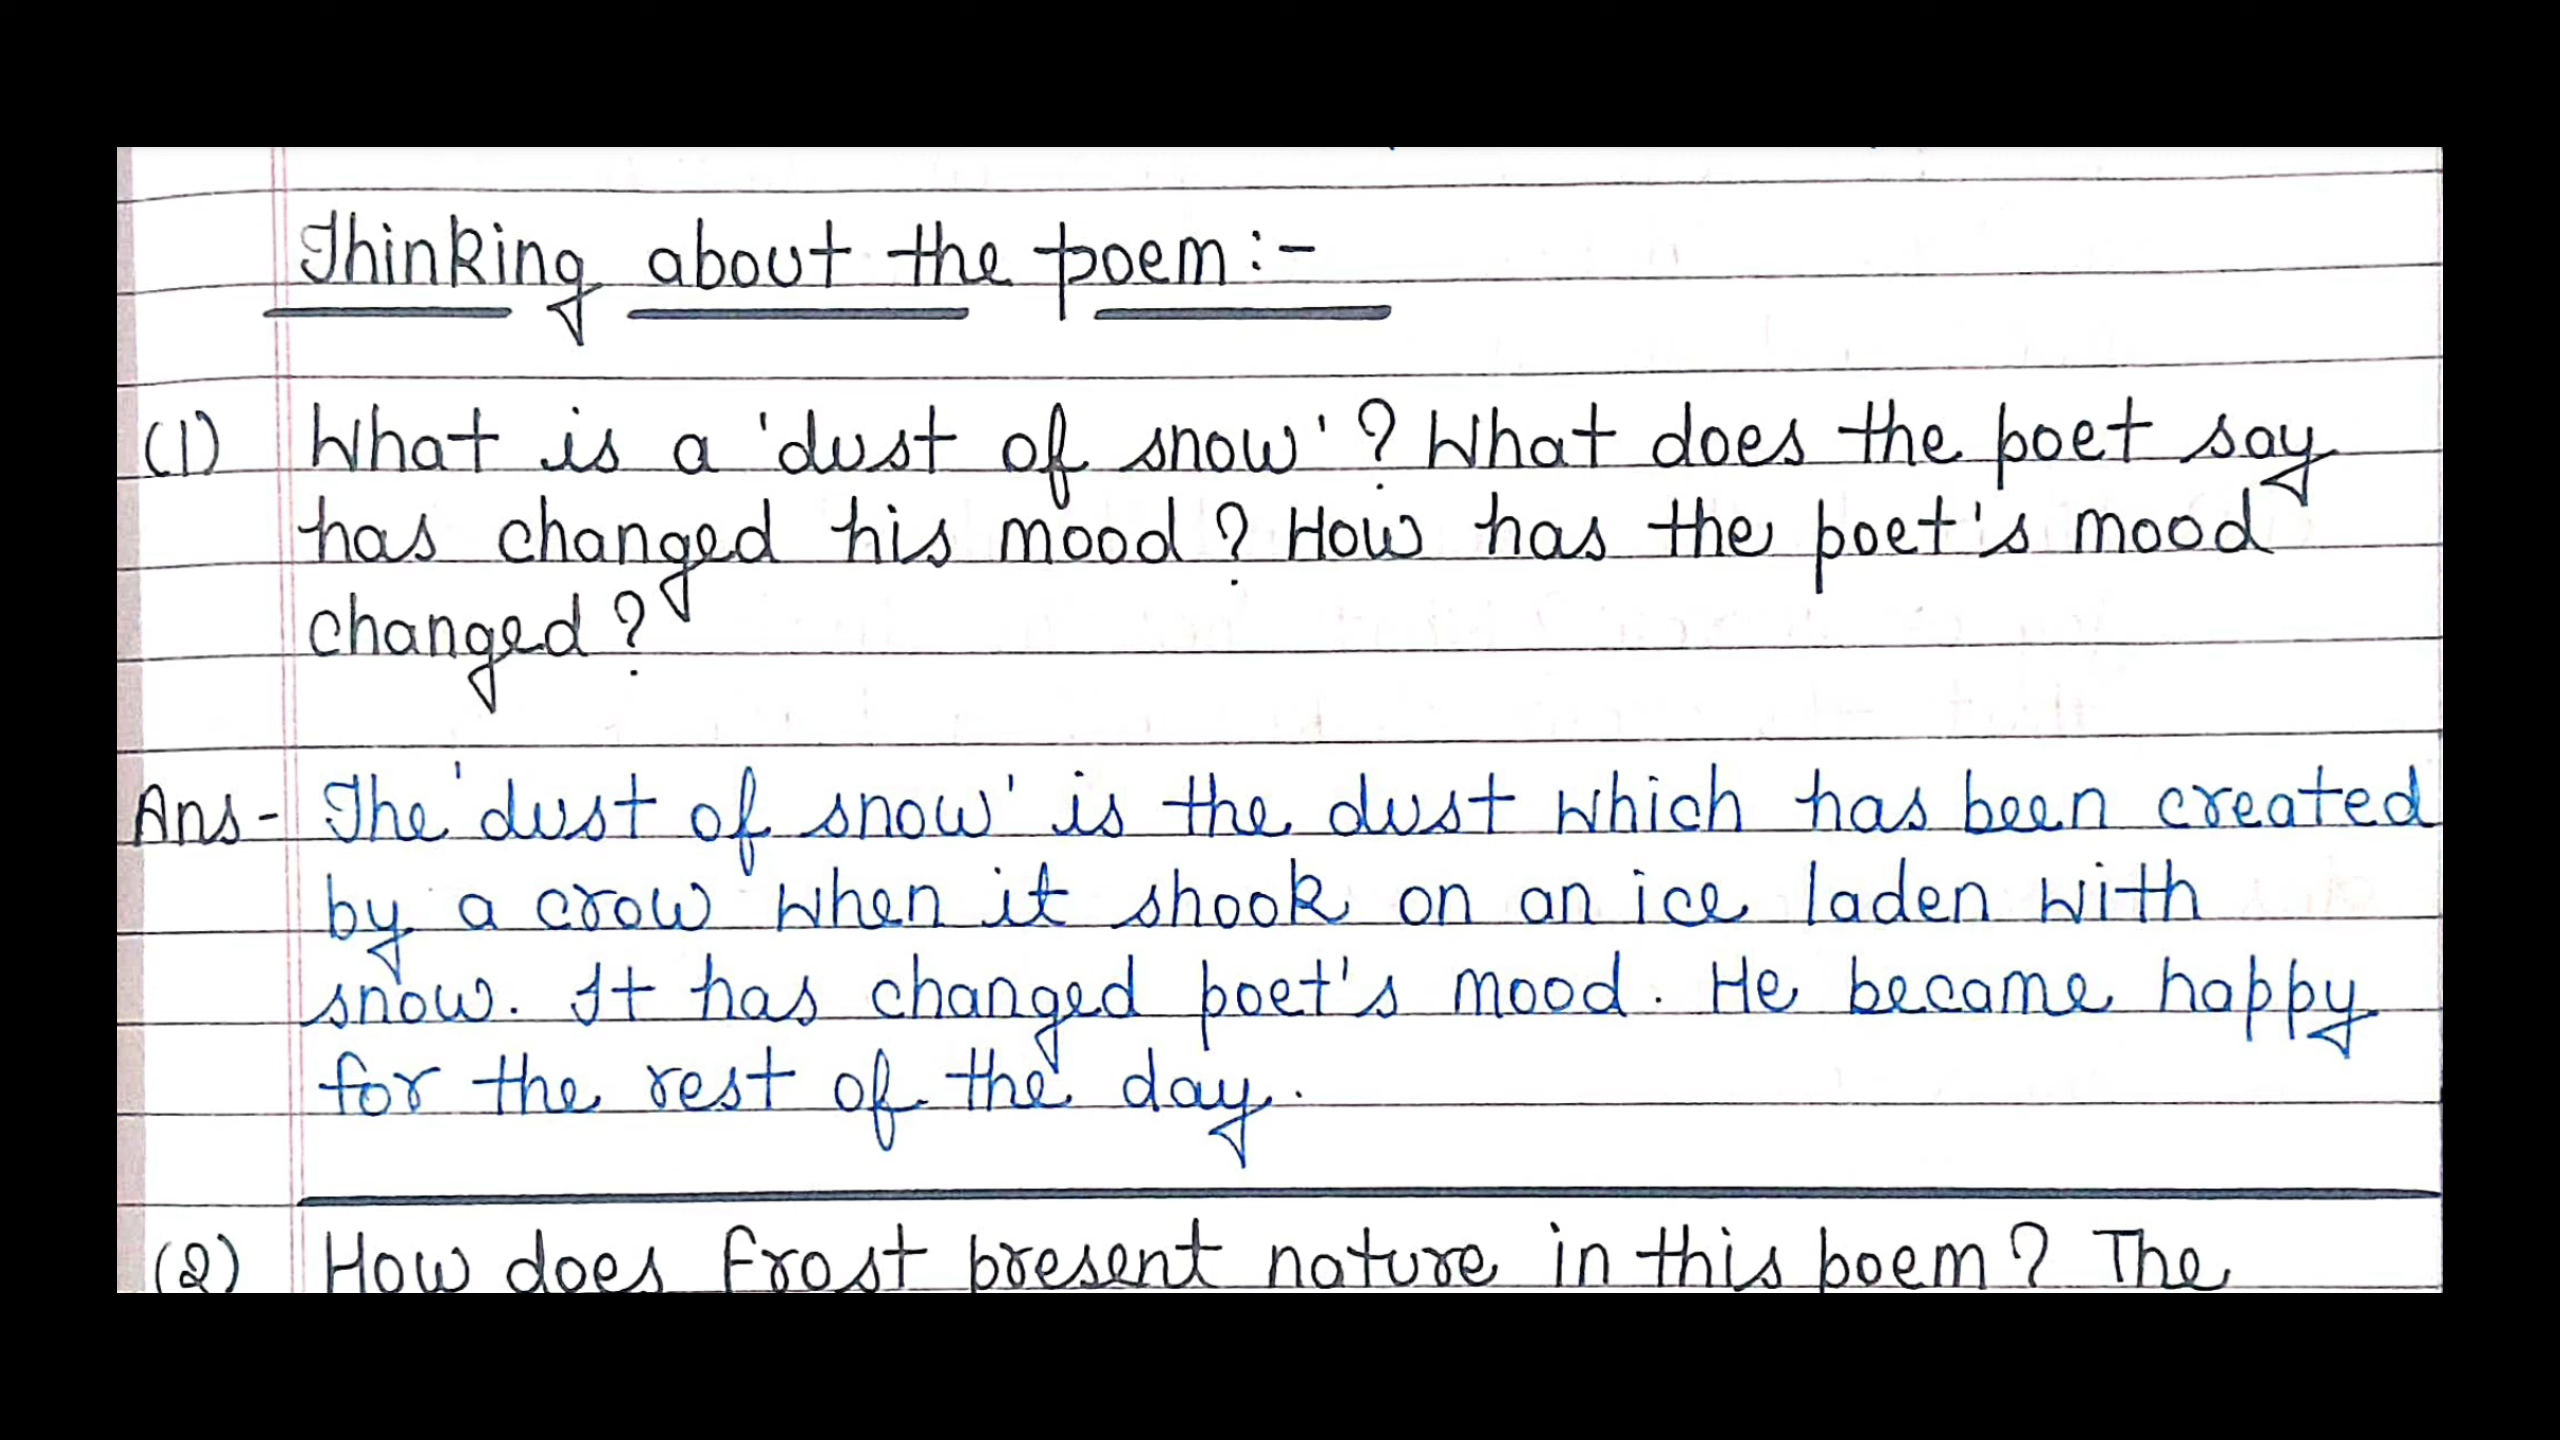 Thinking about the poem:-
(1) What is a 'dust of snow'? What does the poet say
has changed his mood? How has the poet's mood
changed?
Ans- The 'dust of snow' is the dust which has been created
by a crow when it shook on an ice laden with
snow. It has changed poet's mood. He became happy
for the rest of the day.
(2) How does Frost present nature in this poem? The